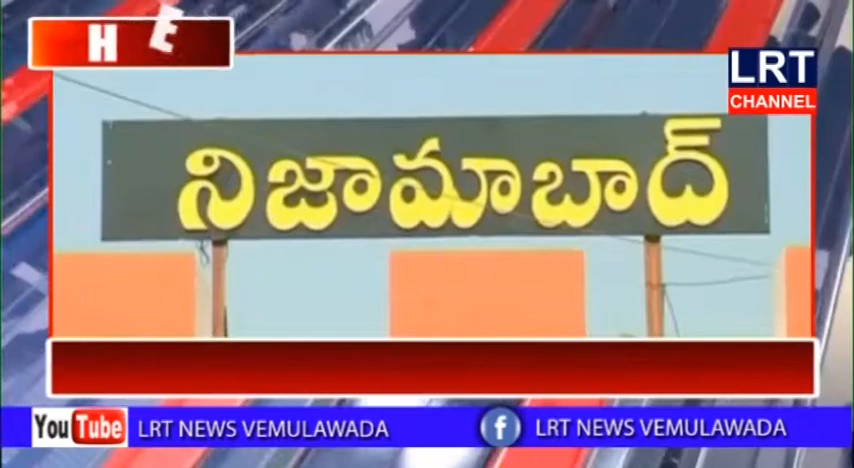 H E
LRT
CHANNEL
నిజామాబాద్
YouTube LRT NEWS VEMULAWADA
f LRT NEWS VEMULAWADA